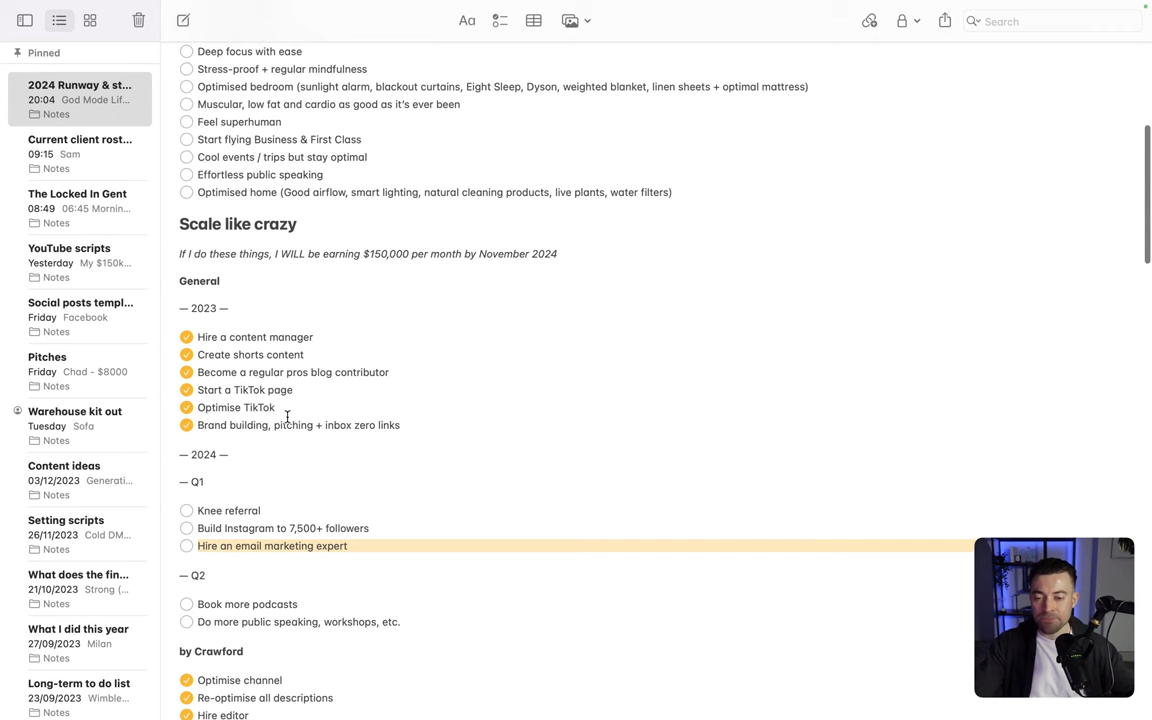 Aa
Search
Pinned
2024 Runway & st...
20:04 God Mode Lif...
Notes
Current client rost...
09:15 Sam
Notes
The Locked In Gent
08:49 06:45 Mornin...
Notes
YouTube scripts
Yesterday My $150k...
Notes
Social posts templ...
Friday Facebook
Notes
Pitches
Friday Chad - $8000
Notes
Warehouse kit out
Tuesday Sofa
Notes
Content ideas
03/12/2023 Generati...
Notes
Setting scripts
26/11/2023 Cold DM...
Notes
What does the fin...
21/10/2023 Strong (...
Notes
What I did this year
27/09/2023 Milan
Notes
Long-term to do list
23/09/2023 Wimble...
Notes
Deep focus with ease
Stress-proof + regular mindfulness
Optimised bedroom (sunlight alarm, blackout curtains, Eight Sleep, Dyson, weighted blanket, linen sheets + optimal mattress)
Muscular, low fat and cardio as good as it's ever been
Feel superhuman
Start flying Business & First Class
Cool events / trips but stay optimal
Effortless public speaking
Optimised home (Good airflow, smart lighting, natural cleaning products, live plants, water filters)
Scale like crazy
If I do these things, I WILL be earning $150,000 per month by November 2024
General
— 2023 —
Hire a content manager
Create shorts content
Become a regular pros blog contributor
Start a TikTok page
Optimise TikTok
Brand building, pitching + inbox zero links
— 2024 —
— Q1
Knee referral
Build Instagram to 7,500+ followers
Hire an email marketing expert
— Q2
Book more podcasts
Do more public speaking, workshops, etc.
by Crawford
Optimise channel
Re-optimise all descriptions
Hire editor